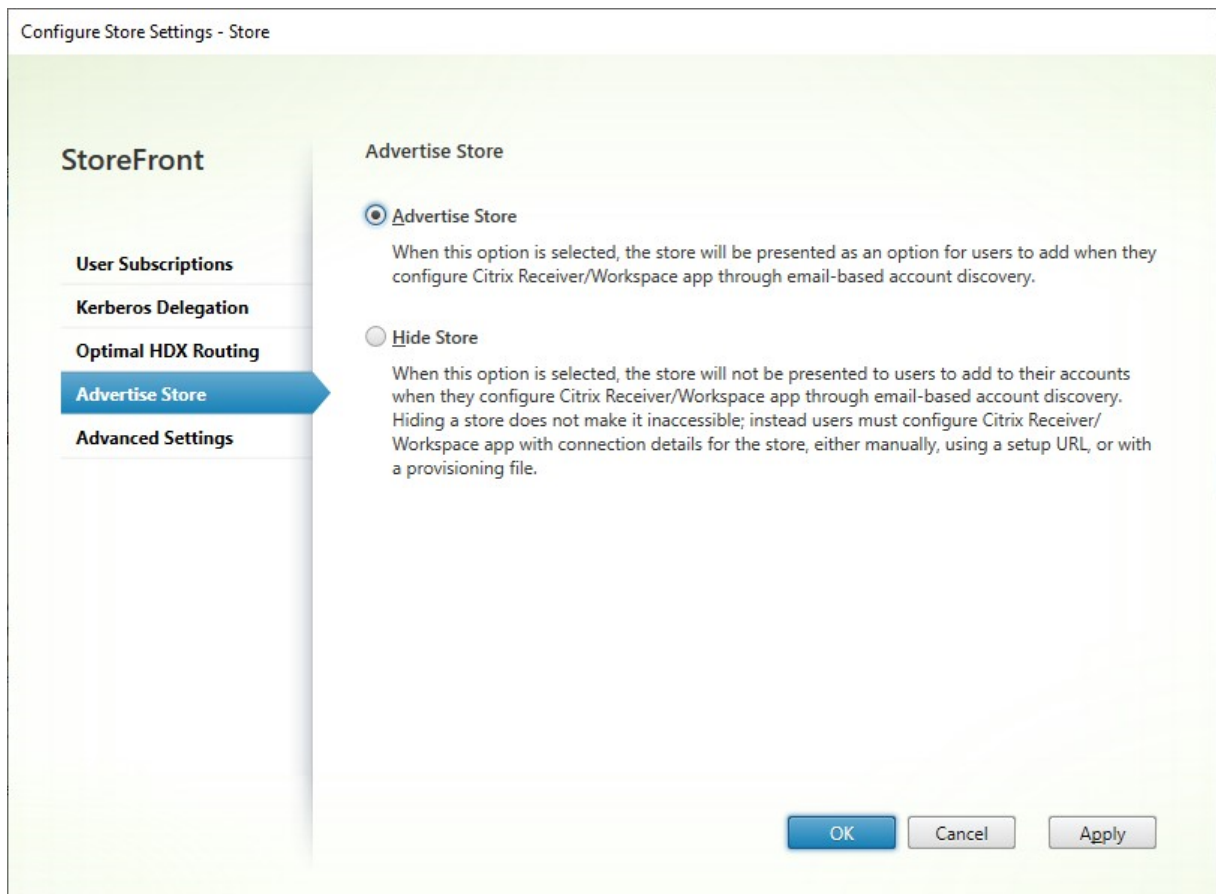 Configure Store Settings - Store
StoreFront
User Subscriptions
Kerberos Delegation
Optimal HDX Routing
Advertise Store
Advanced Settings
Advertise Store
Advertise Store
When this option is selected, the store will be presented as an option for users to add when they
configure Citrix Receiver/Workspace app through email-based account discovery.
Hide Store
When this option is selected, the store will not be presented to users to add to their accounts
when they configure Citrix Receiver/Workspace app through email-based account discovery.
Hiding a store does not make it inaccessible; instead users must configure Citrix Receiver/
Workspace app with connection details for the store, either manually, using a setup URL, or with
a provisioning file.
OK
Cancel
Apply